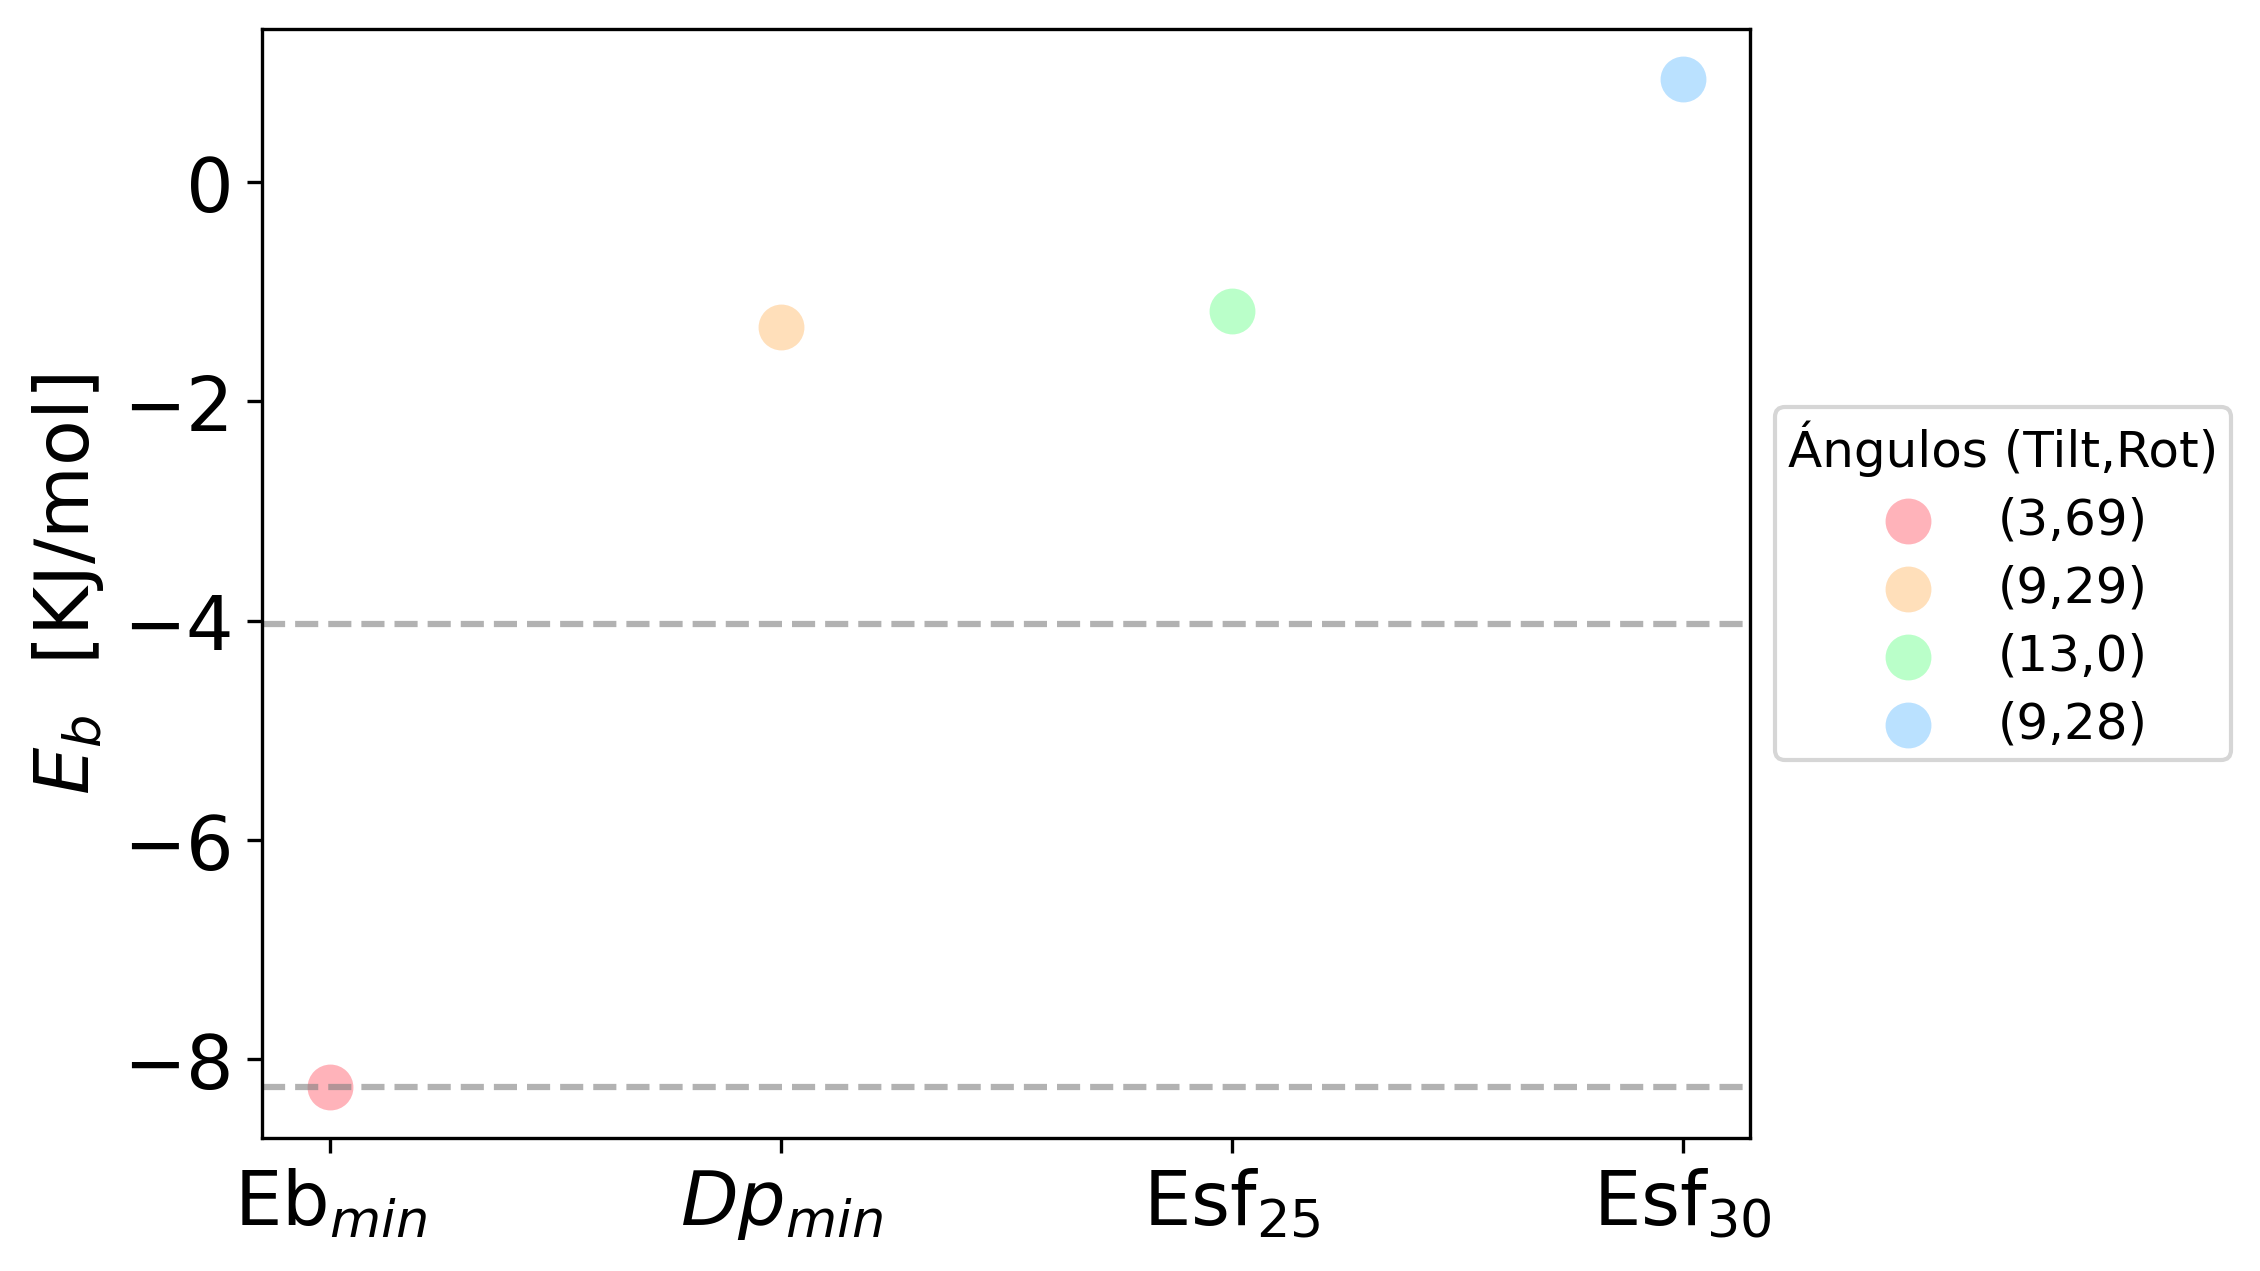 E_b [KJ/mol]
0
−2
−4
−6
−8
Eb_min
Dp_min
Esf_25
Esf_30
Ángulos (Tilt,Rot)
(3,69)
(9,29)
(13,0)
(9,28)